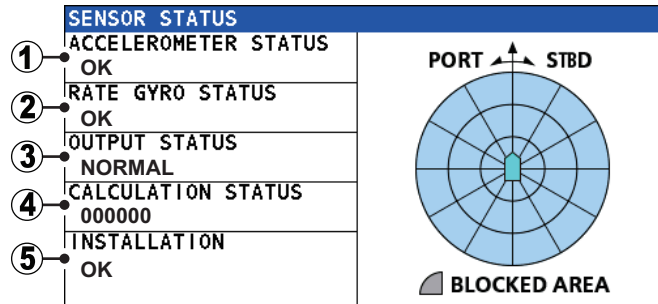 SENSOR STATUS
1 ACCELEROMETER STATUS
OK
2 RATE GYRO STATUS
OK
3 OUTPUT STATUS
NORMAL
4 CALCULATION STATUS
000000
5 INSTALLATION
OK
PORT STBD
BLOCKED AREA